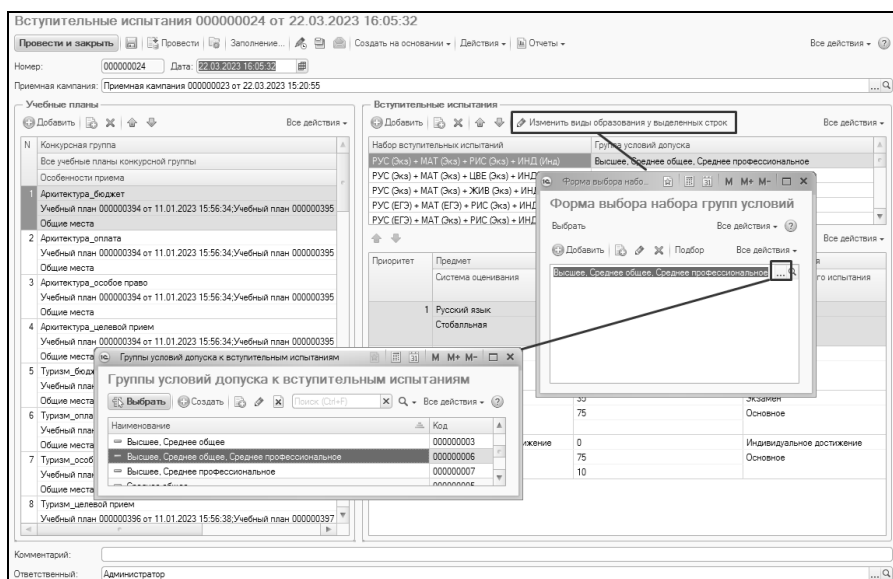 Вступительные испытания 000000024 от 22.03.2023 16:05:32
Провести и закрыть Провести Заполнение... Создать на основании Действия Отчеты Все действия
Номер: 000000024 Дата: 22.03.2023 16:05:32
Приемная кампания: Приемная кампания 000000023 от 22.03.2023 15:20:55 ...
Учебные планы
Добавить Все действия
N Конкурсная группа
Все учебные планы конкурсной группы
Особенности приема
1 Архитектура_бюджет
Учебный план 000000394 от 11.01.2023 15:56:34;Учебный план 000000395
Общие места
2 Архитектура_оплата
Учебный план 000000394 от 11.01.2023 15:56:34;Учебный план 000000395
Общие места
3 Архитектура_особое право
Учебный план 000000394 от 11.01.2023 15:56:34;Учебный план 000000395
Общие места
4 Архитектура_целевой прием
Учебный план 000000394 от 11.01.2023 15:56:34;Учебный план 000000395
Общие места
5 Туризм_бюдж
Учебный план
Общие места
6 Туризм_опла
Учебный план
Общие места
7 Туризм_особ
Учебный план
Общие места
8 Туризм_целевой прием
Учебный план 000000396 от 11.01.2023 15:56:38;Учебный план 000000397
Вступительные испытания
Добавить Изменить виды образования у выделенных строк Все действия
Набор вступительных испытаний Группа условий допуска
РУС (Экз) + МАТ (Экз) + РИС (Экз) + ИНД (Инд) Высшее, Среднее общее, Среднее профессиональное
РУС (Экз) + МАТ (Экз) + ЦВЕ (Экз) + ИНД
РУС (Экз) + МАТ (Экз) + ЖИВ (Экз) + ИНД
РУС (ЕГЭ) + МАТ (ЕГЭ) + РИС (Экз) + ИНД
РУС (ЕГЭ) + МАТ (Экз) + РИС (Экз) + ИНД
Все действия
Приоритет Предмет
Система оценивания го испытания
1 Русский язык
Стобалльная
35 Экзамен
75 Основное
жение 0 Индивидуальное достижение
75 Основное
10
Форма выбора набо... M M+ M-
Форма выбора набора групп условий
Выбрать Все действия
Добавить Подбор Все действия
Высшее, Среднее общее, Среднее профессиональное ...
Группы условий допуска к вступительным испытаниям M M+ M-
Группы условий допуска к вступительным испытаниям
Выбрать Создать Поиск (Ctrl+F) Все действия
Наименование Код
Высшее, Среднее общее 000000003
Высшее, Среднее общее, Среднее профессиональное 000000006
Высшее, Среднее профессиональное 000000007
Среднее общее 000000005
Комментарий:
Ответственный: Администратор ...